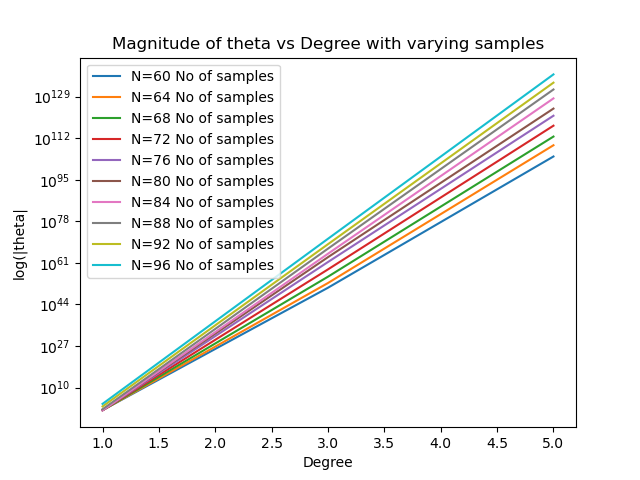 Magnitude of theta vs Degree with varying samples
N=60 No of samples
N=64 No of samples
N=68 No of samples
N=72 No of samples
N=76 No of samples
N=80 No of samples
N=84 No of samples
N=88 No of samples
N=92 No of samples
N=96 No of samples
10^129
10^112
10^95
10^78
10^61
10^44
10^27
10^10
log(|theta|
1.0 1.5 2.0 2.5 3.0 3.5 4.0 4.5 5.0
Degree